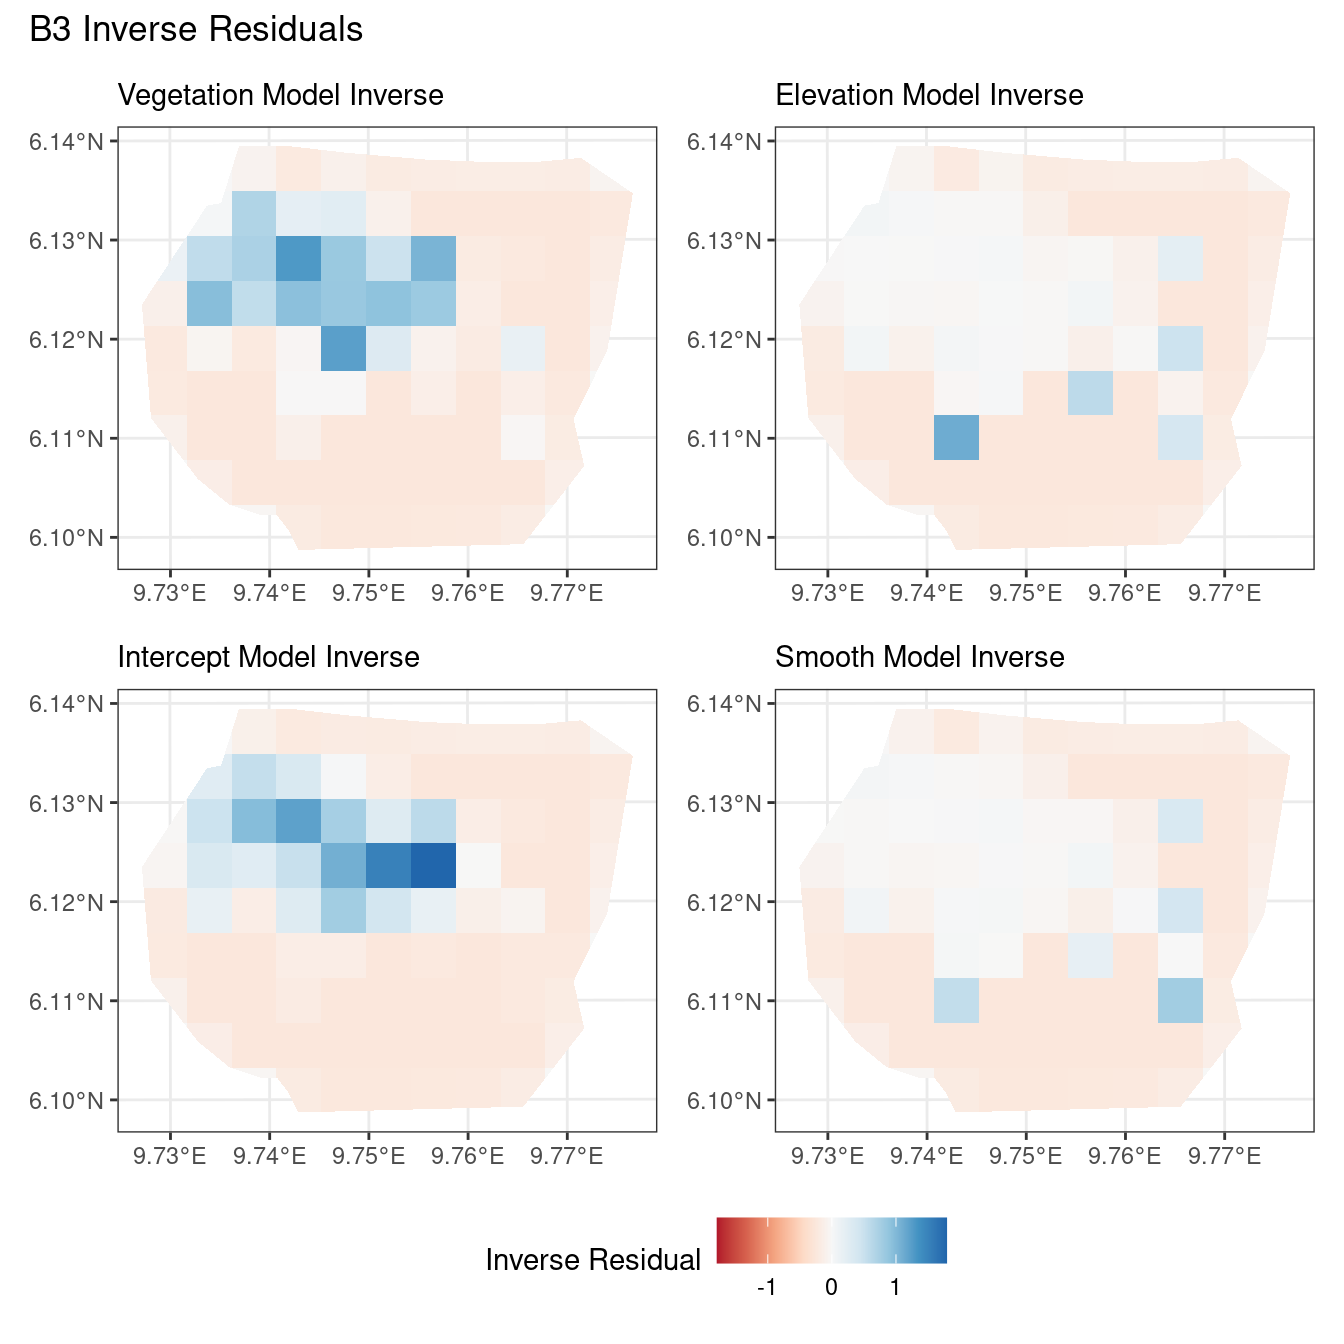 B3 Inverse Residuals
Vegetation Model Inverse
Elevation Model Inverse
6.14°N
6.13°N
6.12°N
6.11°N
6.10°N
9.73°E 9.74°E 9.75°E 9.76°E 9.77°E
6.14°N
6.13°N
6.12°N
6.11°N
6.10°N
9.73°E 9.74°E 9.75°E 9.76°E 9.77°E
Intercept Model Inverse
Smooth Model Inverse
6.14°N
6.13°N
6.12°N
6.11°N
6.10°N
9.73°E 9.74°E 9.75°E 9.76°E 9.77°E
6.14°N
6.13°N
6.12°N
6.11°N
6.10°N
9.73°E 9.74°E 9.75°E 9.76°E 9.77°E
Inverse Residual
-1 0 1